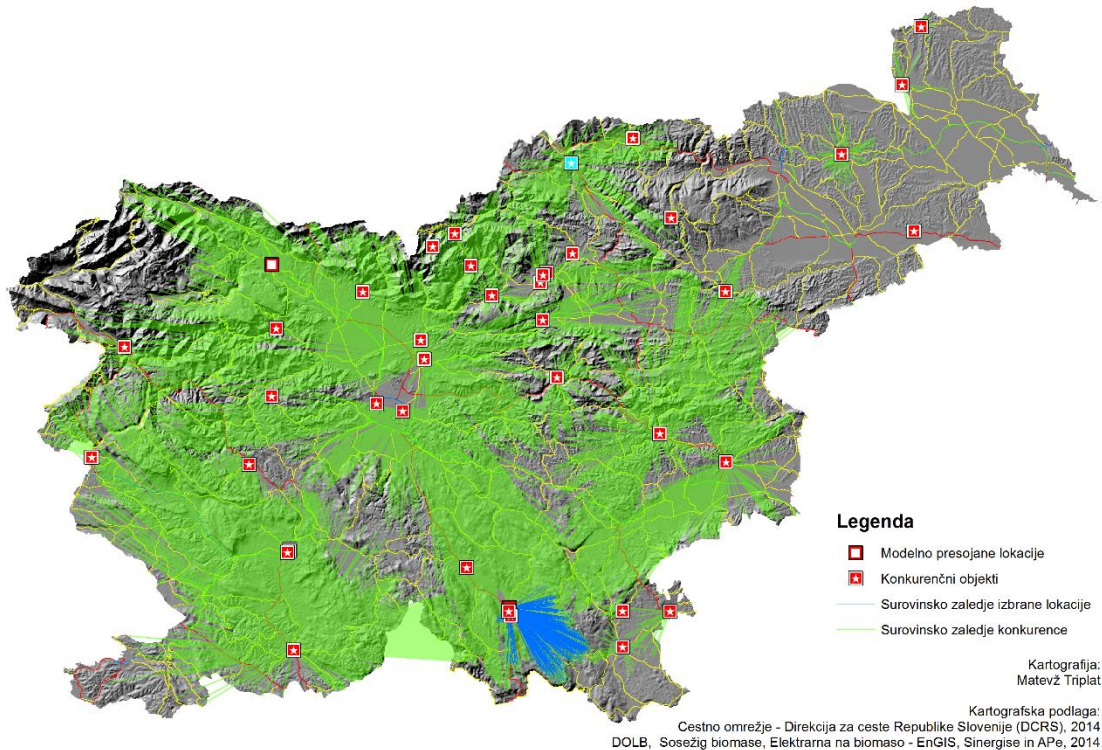 Legenda
Modelno presojane lokacije
Konkurenčni objekti
Surovinsko zaledje izbrane lokacije
Surovinsko zaledje konkurence
Kartografija:
Matevž Triplat
Kartografska podlaga:
Cestno omrežje - Direkcija za ceste Republike Slovenije (DCRS), 2014
DOLB, Sosežig biomase, Elektrarna na biomaso - EnGIS, Sinergise in APe, 2014